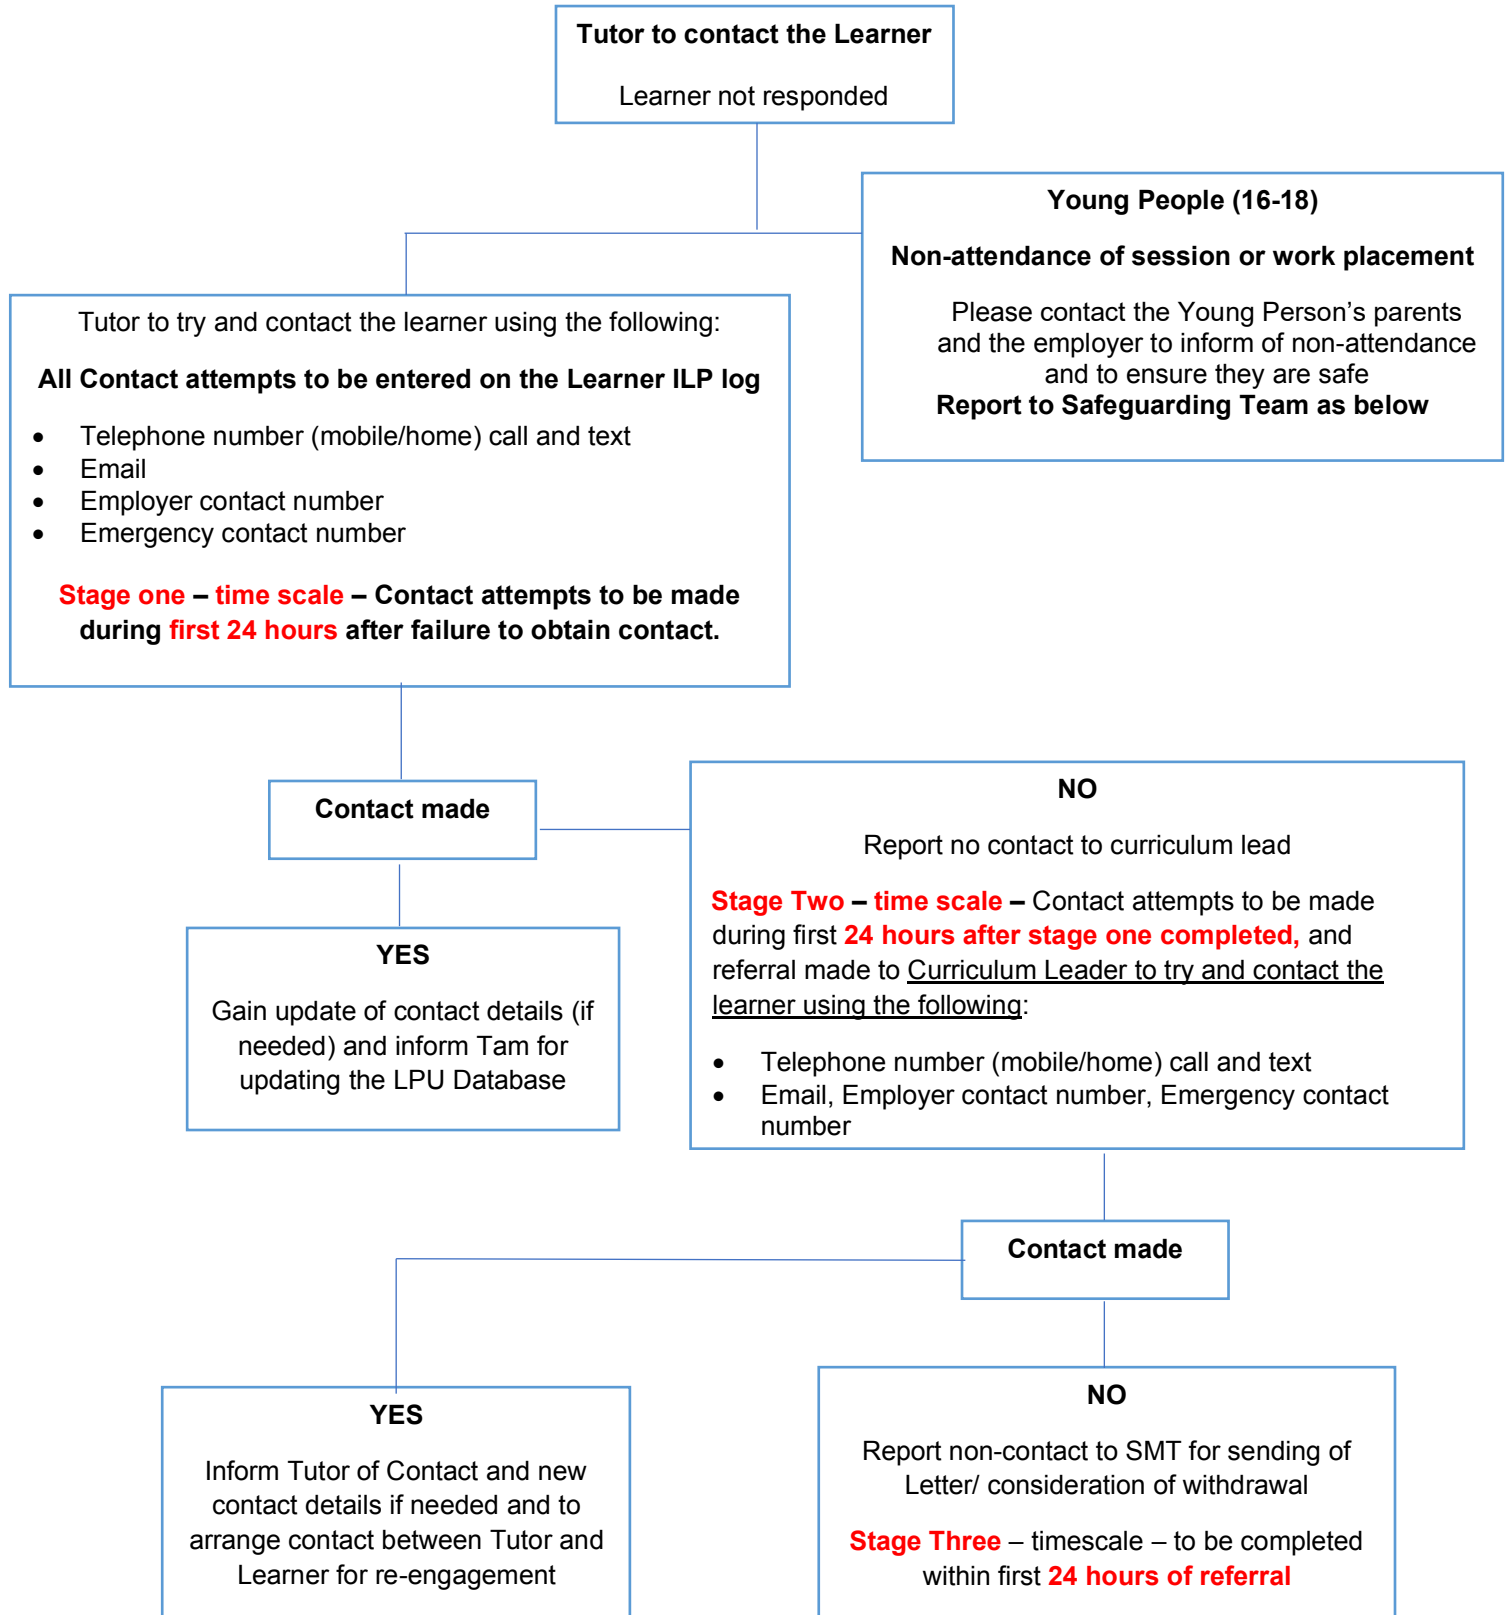 Tutor to contact the Learner
Learner not responded
Young People (16-18)
Non-attendance of session or work placement
Please contact the Young Person’s parents
and the employer to inform of non-attendance
and to ensure they are safe
Report to Safeguarding Team as below
Tutor to try and contact the learner using the following:
All Contact attempts to be entered on the Learner ILP log
• Telephone number (mobile/home) call and text
• Email
• Employer contact number
• Emergency contact number
Stage one – time scale – Contact attempts to be made
during first 24 hours after failure to obtain contact.
Contact made
NO
Report no contact to curriculum lead
Stage Two – time scale – Contact attempts to be made
during first 24 hours after stage one completed, and
referral made to Curriculum Leader to try and contact the
learner using the following:
• Telephone number (mobile/home) call and text
• Email, Employer contact number, Emergency contact
number
YES
Gain update of contact details (if
needed) and inform Tam for
updating the LPU Database
Contact made
YES
Inform Tutor of Contact and new
contact details if needed and to
arrange contact between Tutor and
Learner for re-engagement
NO
Report non-contact to SMT for sending of
Letter/ consideration of withdrawal
Stage Three – timescale – to be completed
within first 24 hours of referral